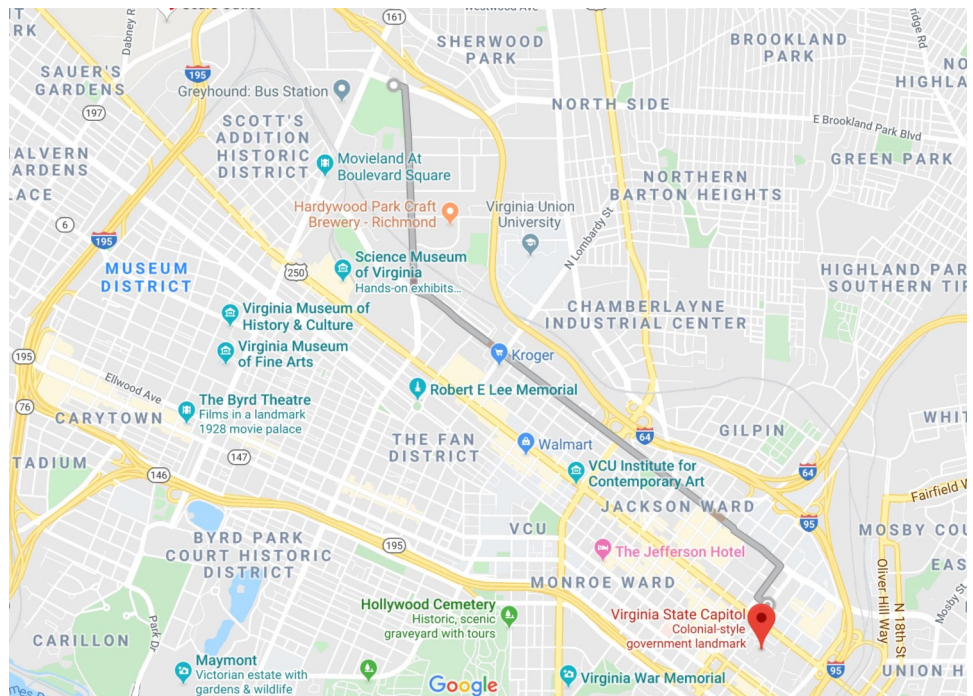 161
Westwood Ave
SHERWOOD
PARK
BROOKLAND
PARK
PARK
Dabney R
195
SAUER'S
GARDENS
Greyhound: Bus Station
NORTH SIDE
E Brookland Park Blvd
197
SCOTT'S
ADDITION
HISTORIC
DISTRICT
Movieland At
Boulevard Square
GREEN PARK
NORTHERN
BARTON HEIGHTS
Hardywood Park Craft
Brewery - Richmond
Virginia Union
University
6
195
N Lombardy St
MUSEUM
DISTRICT
250
Science Museum
of Virginia
Hands-on exhibits...
HIGHLAND PAR
SOUTHERN TIP
Virginia Museum of
History & Culture
CHAMBERLAYNE
INDUSTRIAL CENTER
Virginia Museum
of Fine Arts
Kroger
195
Ellwood Ave
Robert E Lee Memorial
76
The Byrd Theatre
Films in a landmark
1928 movie palace
CARYTOWN
THE FAN
DISTRICT
Walmart
64
GILPIN
WHIT
147
TADIUM
146
VCU Institute for
Contemporary Art
64
Fairfield W
JACKSON WARD
95
MOSBY COU
VCU
BYRD PARK
COURT HISTORIC
DISTRICT
195
The Jefferson Hotel
EAS
MONROE WARD
Oliver Hill Way
N 18th St
Mosby St
Hollywood Cemetery
Historic, scenic
graveyard with tours
Virginia State Capitol
Colonial-style
government landmark
CARILLON
Park Dr
Maymont
Victorian estate with
gardens & wildlife
Google
Virginia War Memorial
95
UNION H